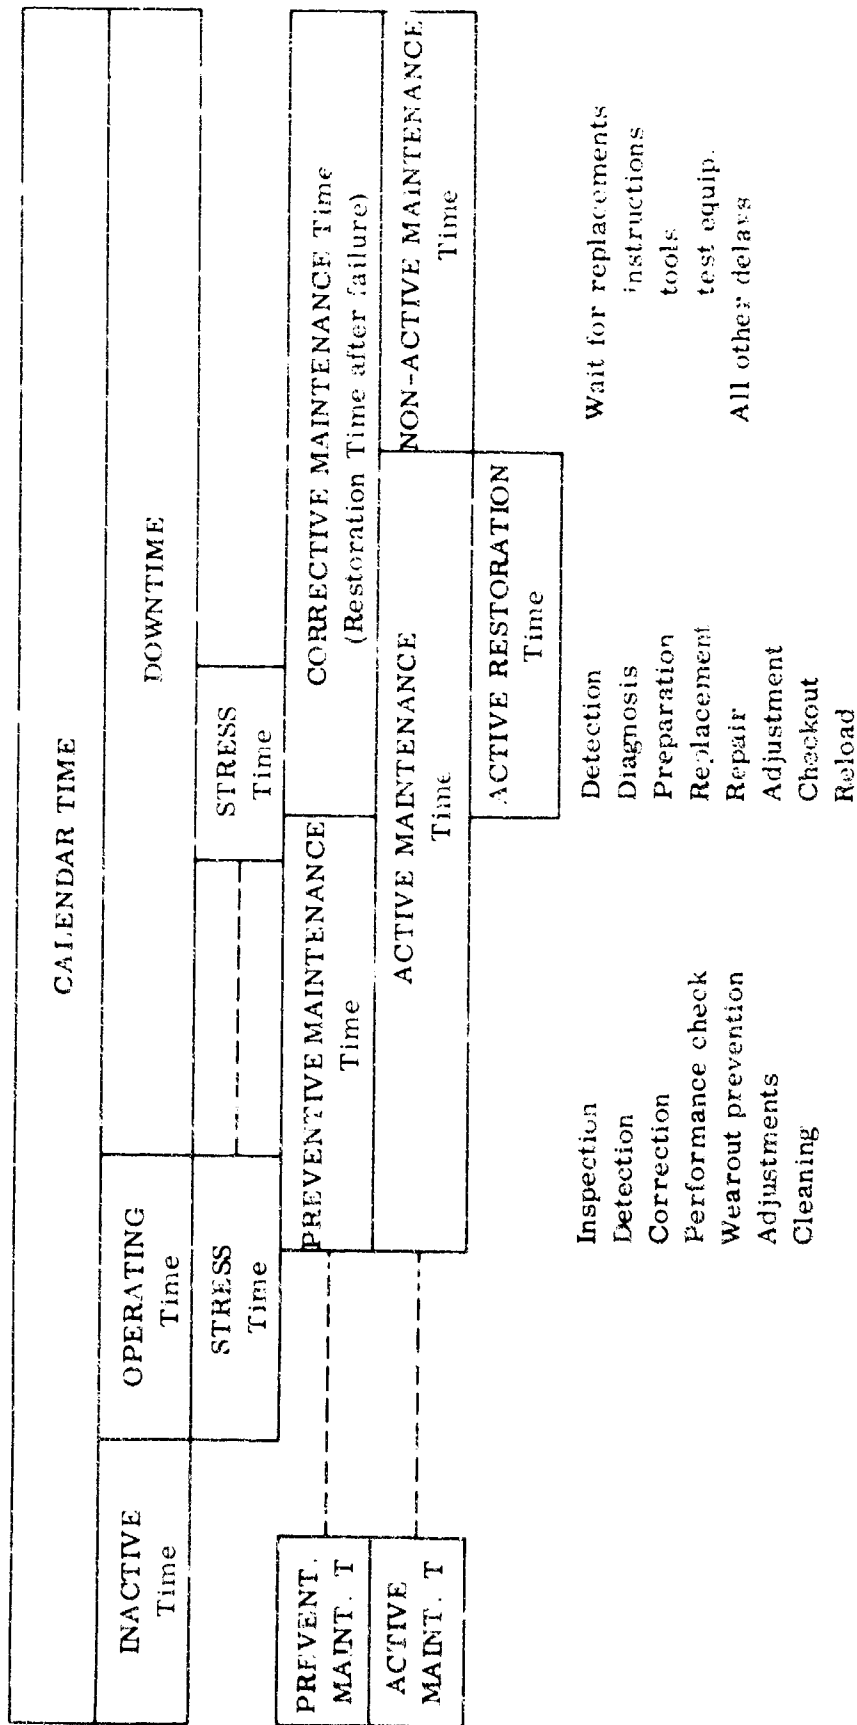 CALENDAR TIME
INACTIVE
Time
OPERATING
Time
DOWNTIME
STRESS
Time
STRESS
Time
PREVENT.
MAINT. T
PREVENTIVE MAINTENANCE
Time
CORRECTIVE MAINTENANCE Time
(Restoration Time after failure)
ACTIVE
MAINT. T
ACTIVE MAINTENANCE
Time
NON-ACTIVE MAINTENANCE
Time
ACTIVE RESTORATION
Time
Inspection
Detection
Correction
Performance check
Wearout prevention
Adjustments
Cleaning
Detection
Diagnosis
Preparation
Replacement
Repair
Adjustment
Checkout
Reload
Wait for replacements
instructions
tools
test equip.
All other delays